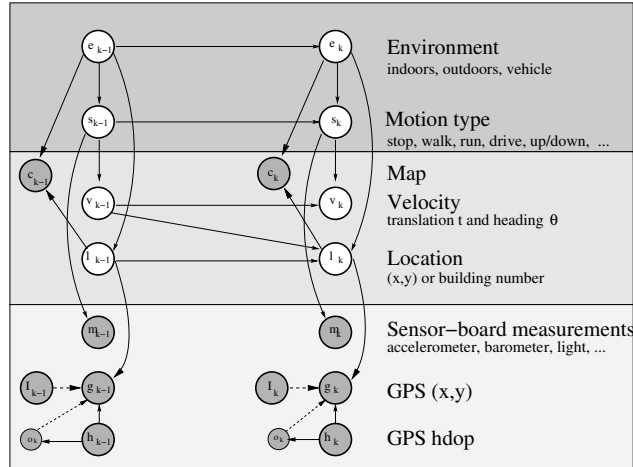 e k-1
e k
Environment
indoors, outdoors, vehicle
s k-1
s k
Motion type
stop, walk, run, drive, up/down, ...
c k-1
c k
Map
v k-1
v k
Velocity
translation t and heading θ
l k-1
l k
Location
(x,y) or building number
m k-1
m k
Sensor−board measurements
accelerometer, barometer, light, ...
I k-1
g k-1
I k
g k
GPS (x,y)
o k
h k-1
o k
h k
GPS hdop